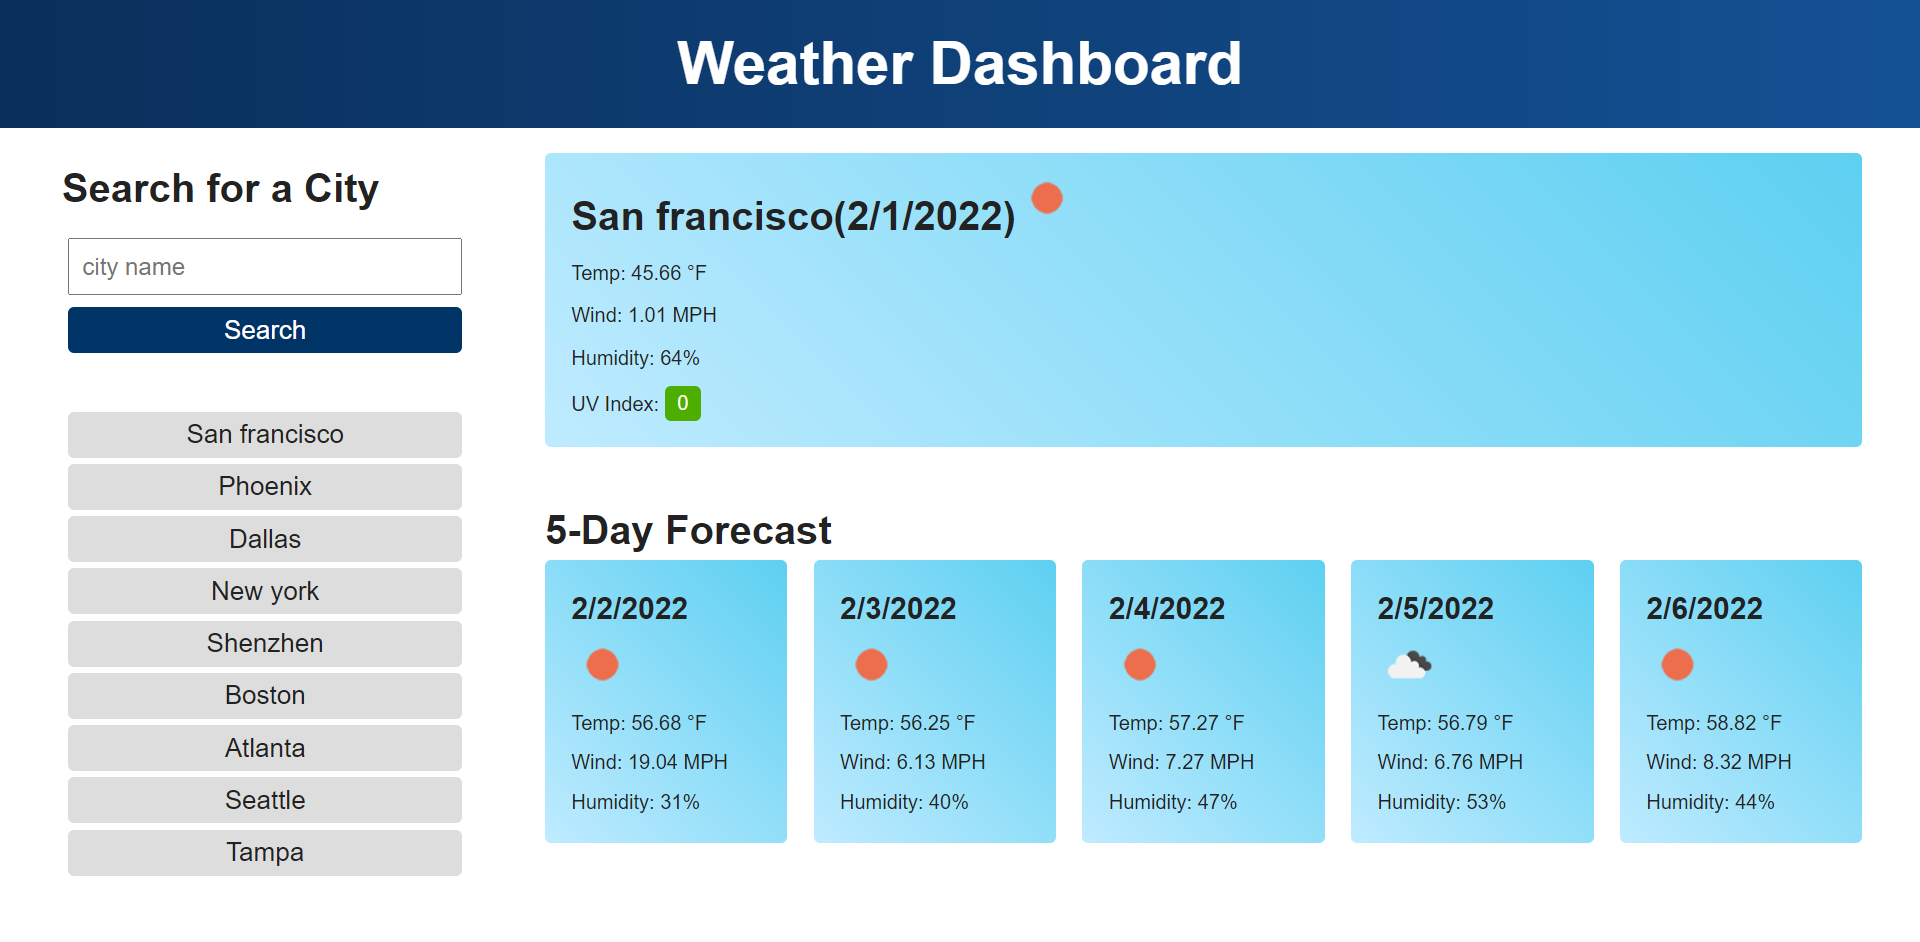 Weather Dashboard
Search for a City
city name
Search
San francisco
Phoenix
Dallas
New york
Shenzhen
Boston
Atlanta
Seattle
Tampa
San francisco(2/1/2022)
Temp: 45.66 °F
Wind: 1.01 MPH
Humidity: 64%
UV Index: 0
5-Day Forecast
2/2/2022
Temp: 56.68 °F
Wind: 19.04 MPH
Humidity: 31%
2/3/2022
Temp: 56.25 °F
Wind: 6.13 MPH
Humidity: 40%
2/4/2022
Temp: 57.27 °F
Wind: 7.27 MPH
Humidity: 47%
2/5/2022
Temp: 56.79 °F
Wind: 6.76 MPH
Humidity: 53%
2/6/2022
Temp: 58.82 °F
Wind: 8.32 MPH
Humidity: 44%